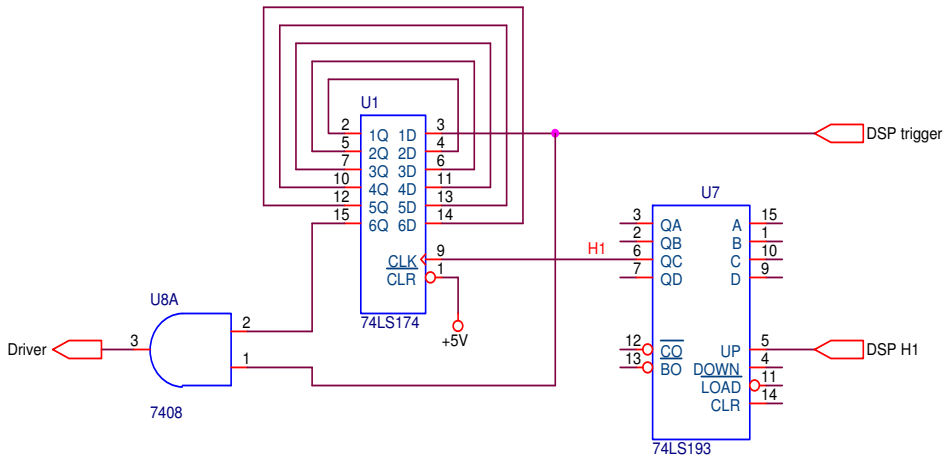 U1
2 1Q 1D 3
5 2Q 2D 4
7 3Q 3D 6
10 4Q 4D 11
12 5Q 5D 13
15 6Q 6D 14
CLK 9
CLR 1
74LS174
+5V
DSP trigger
U7
3 QA A 15
2 QB B 1
H1 6 QC C 10
7 QD D 9
12 CO UP 5
13 BO DOWN 4
LOAD 11
CLR 14
74LS193
DSP H1
U8A
2
Driver 3
1
7408